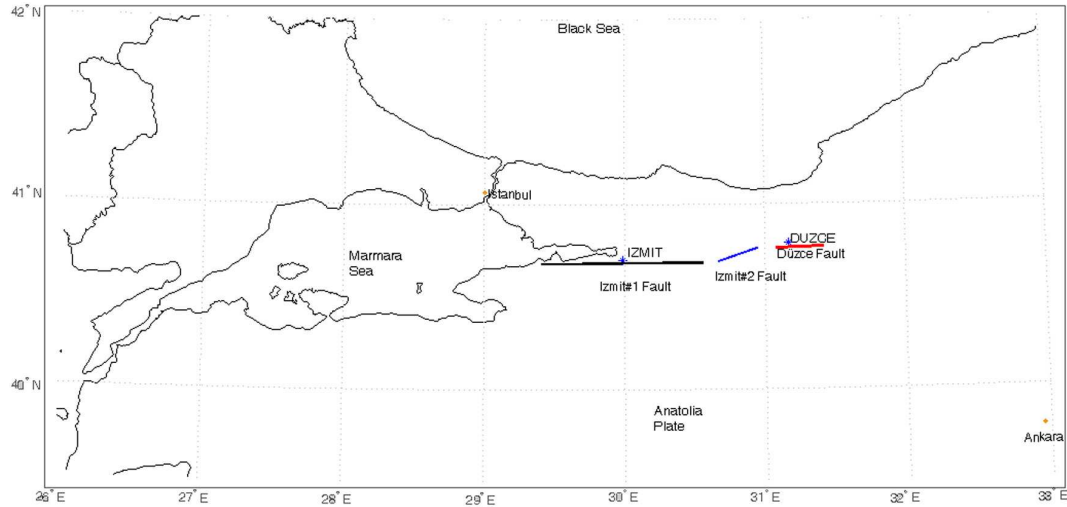 42°N
Black Sea
41°N
Istanbul
DUZCE
Düzce Fault
IZMIT
Marmara
Sea
Izmit#1 Fault
Izmit#2 Fault
40°N
Anatolia
Plate
Ankara
26°E
27°E
28°E
29°E
30°E
31°E
32°E
33°E